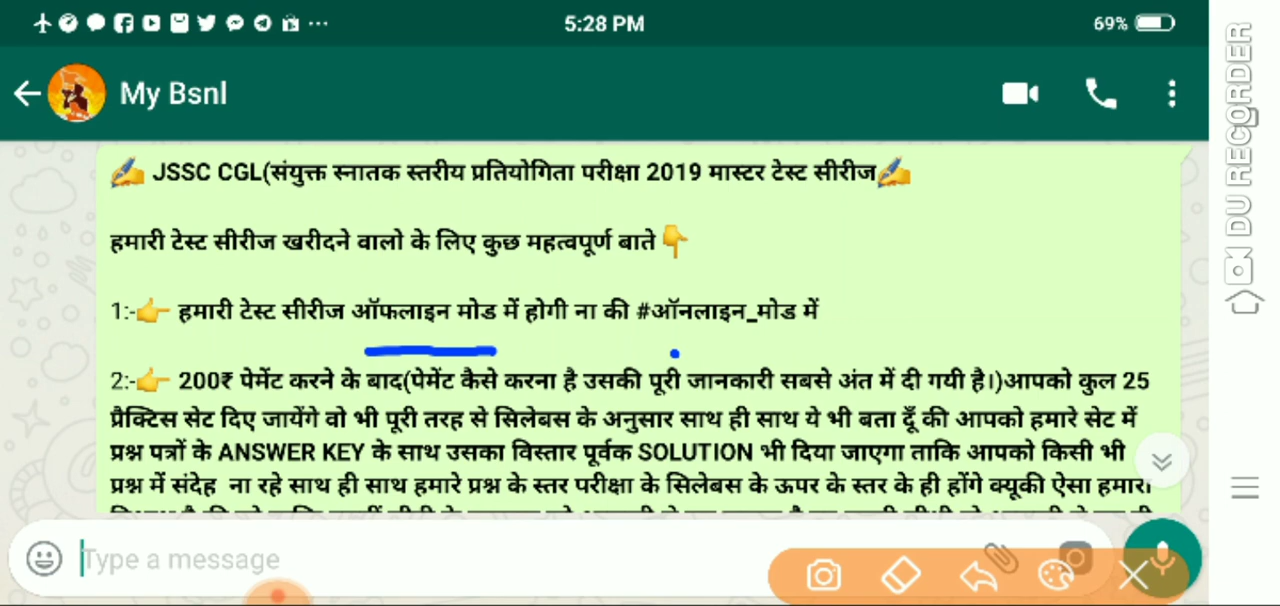 5:28 PM
69%
My Bsnl
✍ JSSC CGL(संयुक्त स्नातक स्तरीय प्रतियोगिता परीक्षा 2019 मास्टर टेस्ट सीरीज✍
हमारी टेस्ट सीरीज खरीदने वालो के लिए कुछ महत्वपूर्ण बाते👇
1:-👉 हमारी टेस्ट सीरीज ऑफलाइन मोड में होगी ना की #ऑनलाइन_मोड में
2:-👉 200₹ पेमेंट करने के बाद(पेमेंट कैसे करना है उसकी पूरी जानकारी सबसे अंत में दी गयी है।)आपको कुल 25
प्रैक्टिस सेट दिए जायेंगे वो भी पूरी तरह से सिलेबस के अनुसार साथ ही साथ ये भी बता दूँ की आपको हमारे सेट में
प्रश्न पत्रों के ANSWER KEY के साथ उसका विस्तार पूर्वक SOLUTION भी दिया जाएगा ताकि आपको किसी भी
प्रश्न में संदेह ना रहे साथ ही साथ हमारे प्रश्न के स्तर परीक्षा के सिलेबस के ऊपर के स्तर के ही होंगे क्यूकी ऐसा हमारा
Type a message
DU RECORDER